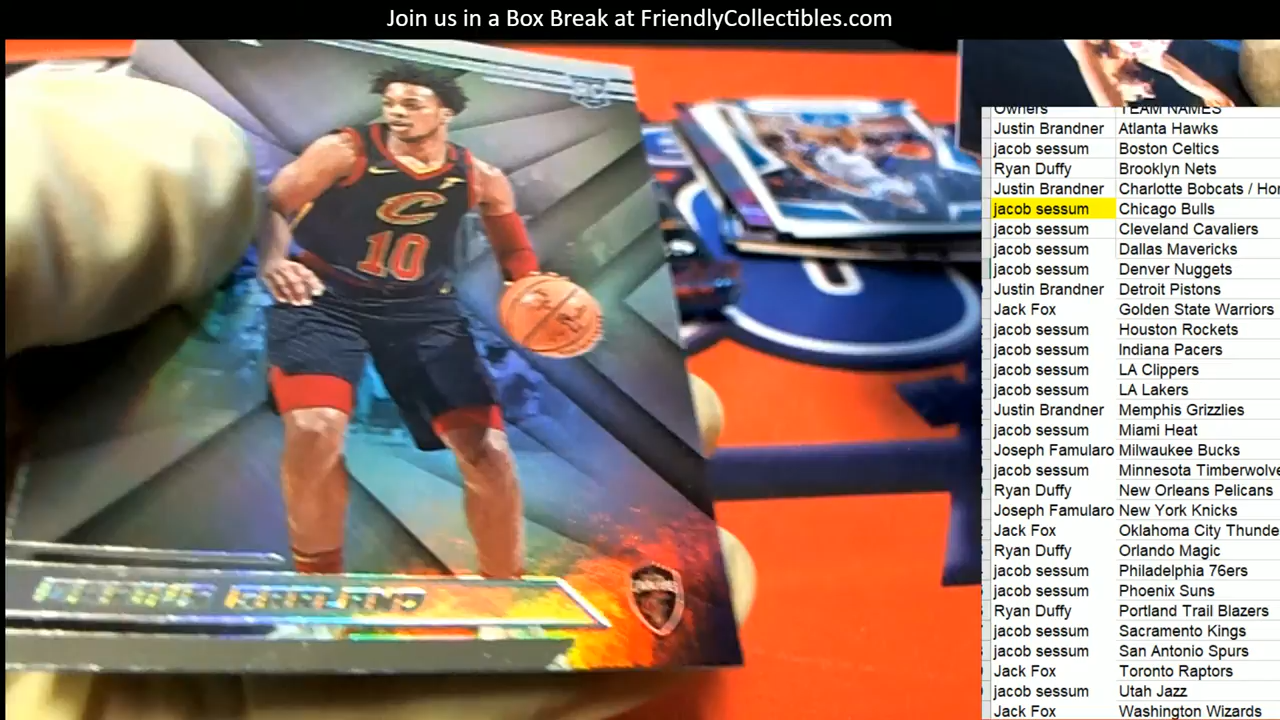 Join us in a Box Break at FriendlyCollectibles.com
RC
C
10
Owners TEAM NAMES
Justin Brandner Atlanta Hawks
jacob sessum Boston Celtics
Ryan Duffy Brooklyn Nets
Justin Brandner Charlotte Bobcats / Hor
jacob sessum Chicago Bulls
jacob sessum Cleveland Cavaliers
jacob sessum Dallas Mavericks
jacob sessum Denver Nuggets
Justin Brandner Detroit Pistons
Jack Fox Golden State Warriors
jacob sessum Houston Rockets
jacob sessum Indiana Pacers
jacob sessum LA Clippers
jacob sessum LA Lakers
Justin Brandner Memphis Grizzlies
jacob sessum Miami Heat
Joseph Famularo Milwaukee Bucks
jacob sessum Minnesota Timberwolve
Ryan Duffy New Orleans Pelicans
Joseph Famularo New York Knicks
Jack Fox Oklahoma City Thunde
Ryan Duffy Orlando Magic
jacob sessum Philadelphia 76ers
jacob sessum Phoenix Suns
Ryan Duffy Portland Trail Blazers
jacob sessum Sacramento Kings
jacob sessum San Antonio Spurs
Jack Fox Toronto Raptors
jacob sessum Utah Jazz
Jack Fox Washington Wizards